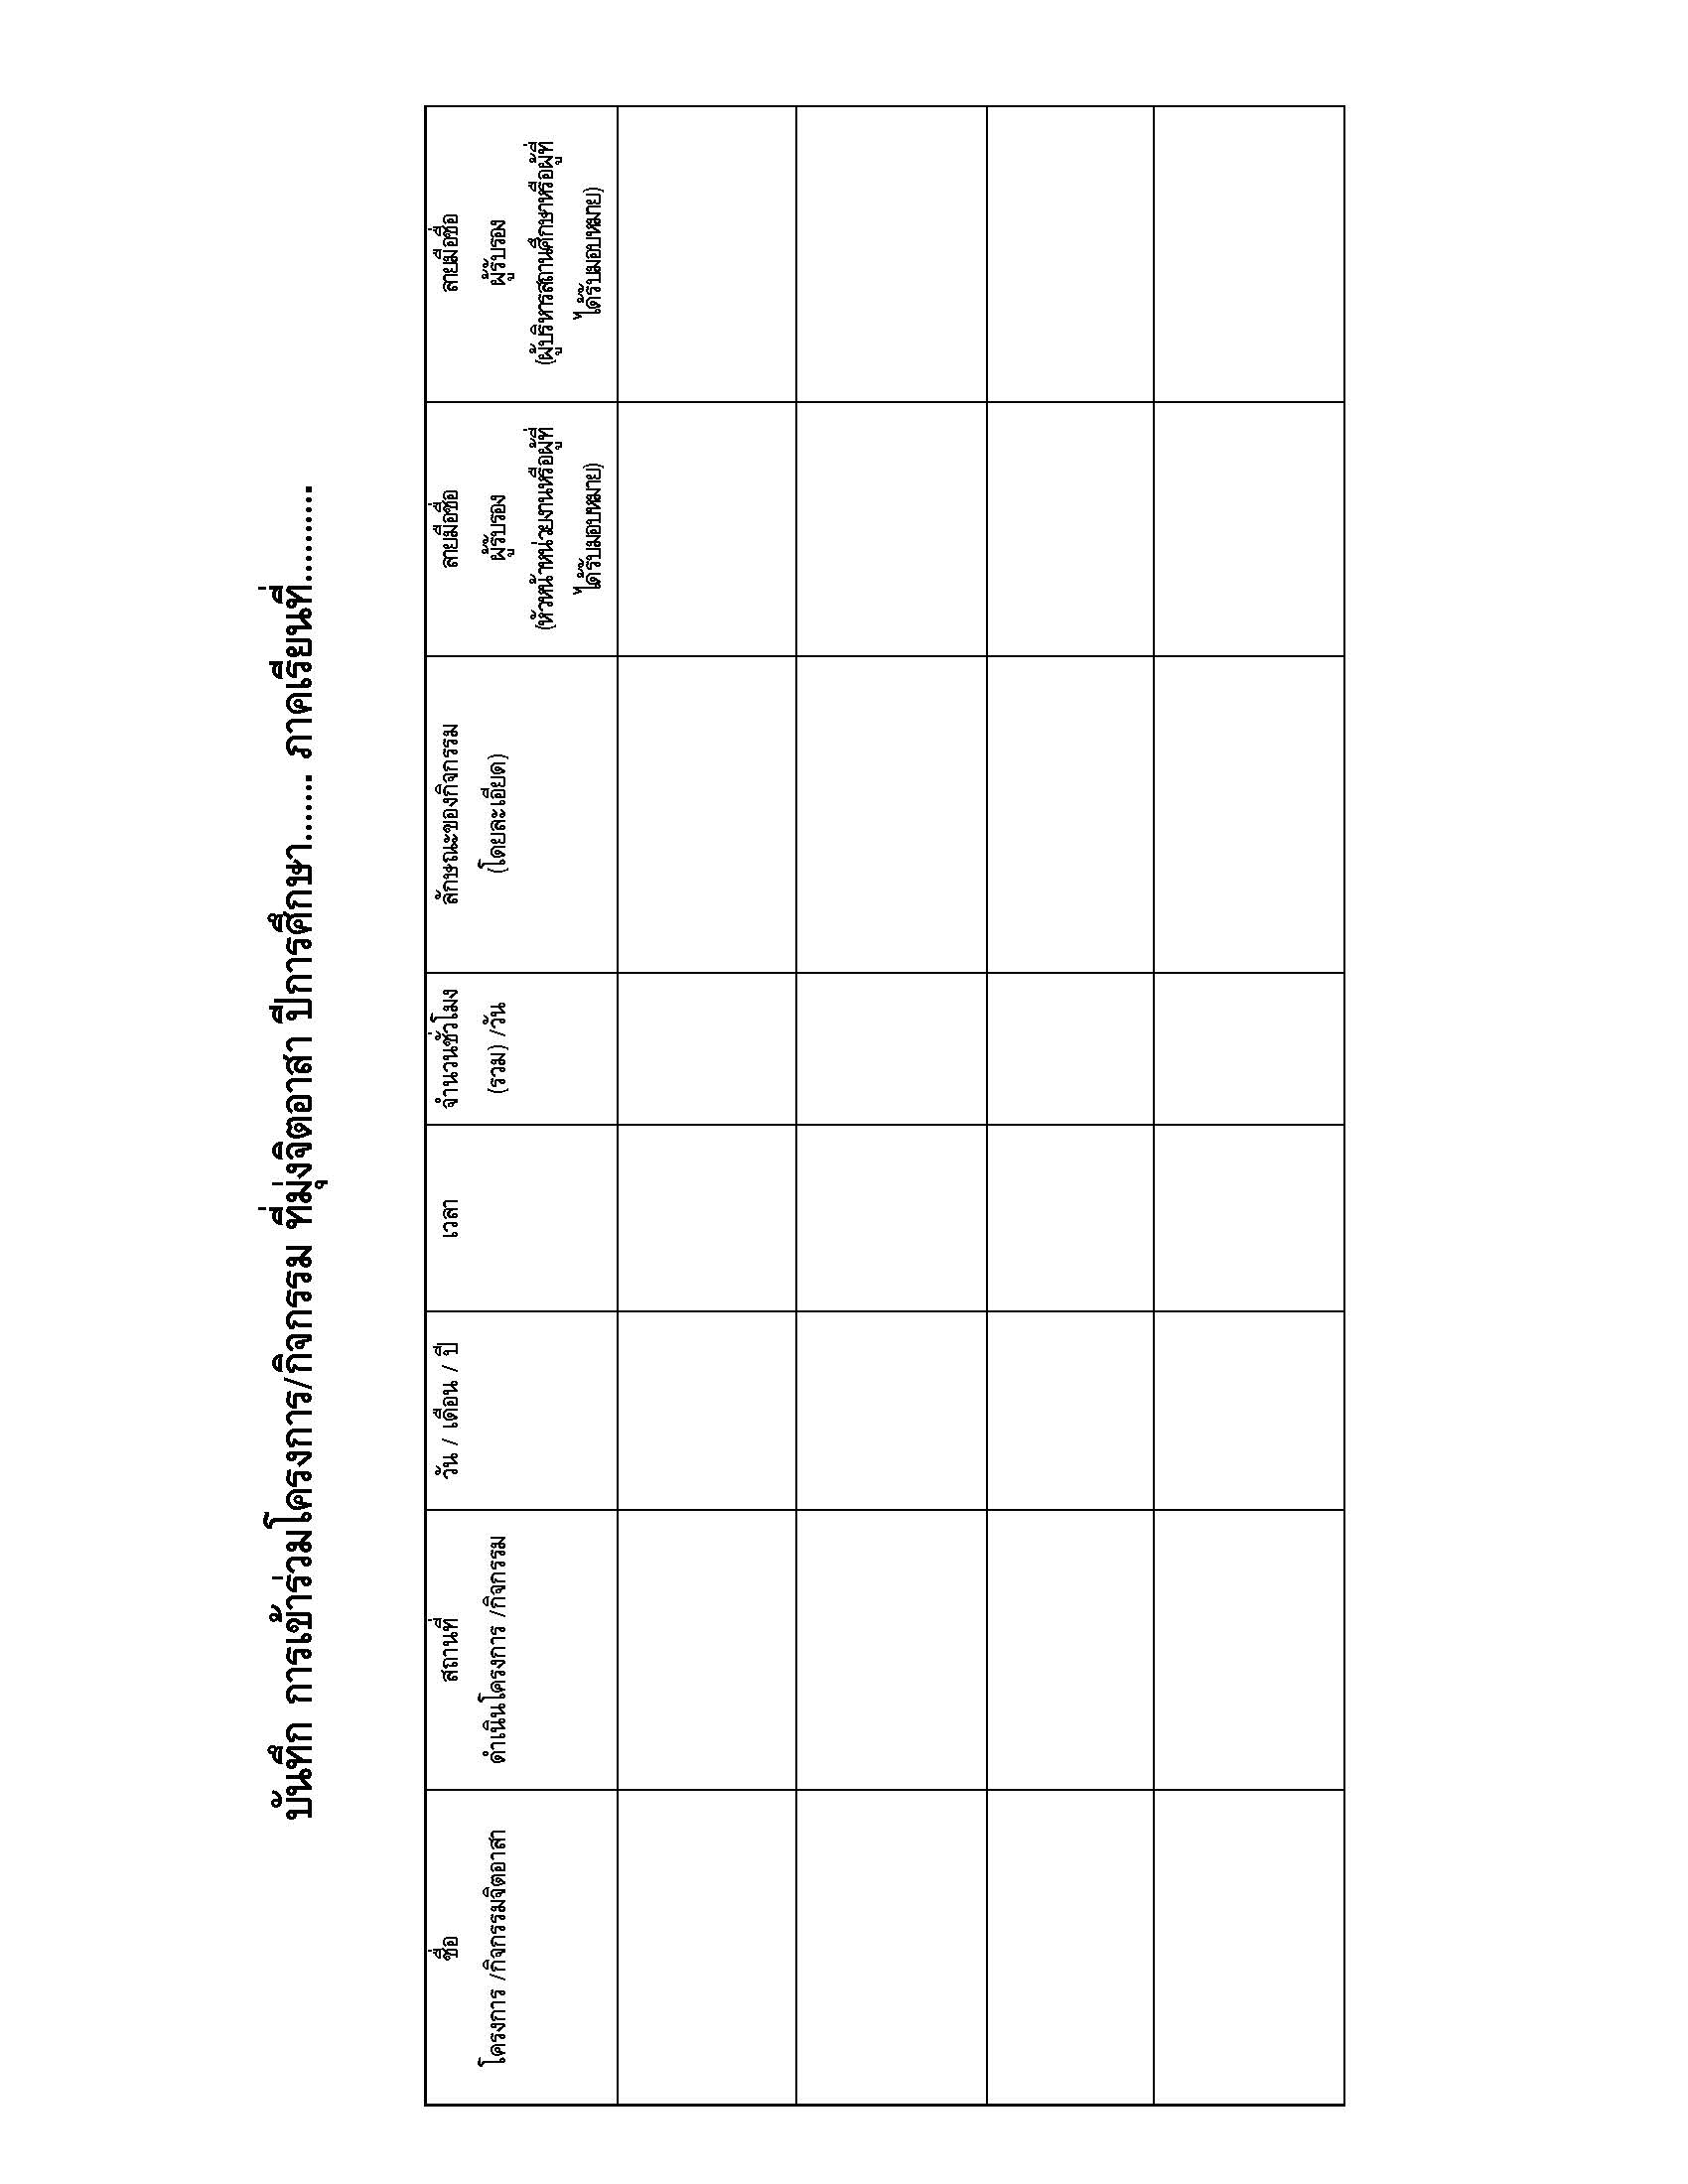 บันทึก การเข้าร่วมโครงการ/กิจกรรม ที่มุ่งจิตอาสา ปีการศึกษา....... ภาคเรียนที่..........
ชื่อ
โครงการ /กิจกรรมจิตอาสา
สถานที่
ดำเนินโครงการ /กิจกรรม
วัน / เดือน / ปี
เวลา
จำนวนชั่วโมง
(รวม) /วัน
ลักษณะของกิจกรรม
(โดยละเอียด)
ลายมือชื่อ
ผู้รับรอง
(หัวหน้าหน่วยงานหรือผู้ที่
ได้รับมอบหมาย)
ลายมือชื่อ
ผู้รับรอง
(ผู้บริหารสถานศึกษาหรือผู้ที่
ได้รับมอบหมาย)